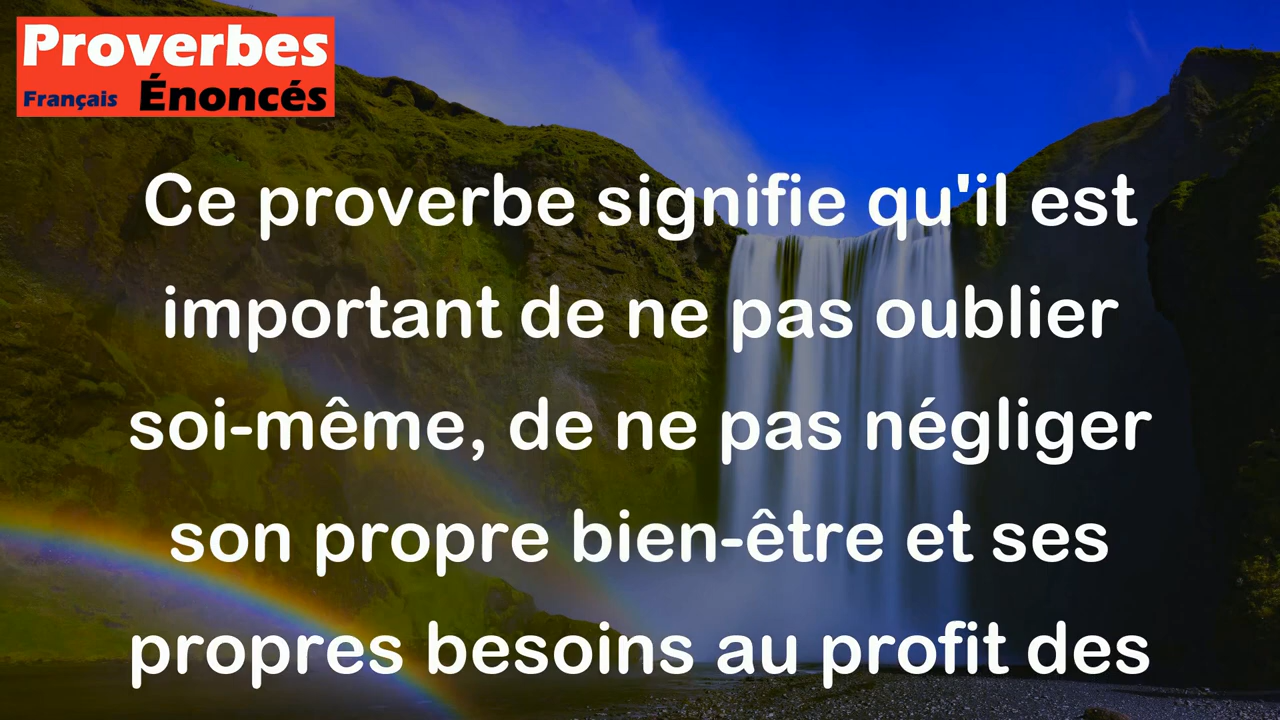 Proverbes
Français Énoncés
Ce proverbe signifie qu'il est
important de ne pas oublier
soi-même, de ne pas négliger
son propre bien-être et ses
propres besoins au profit des